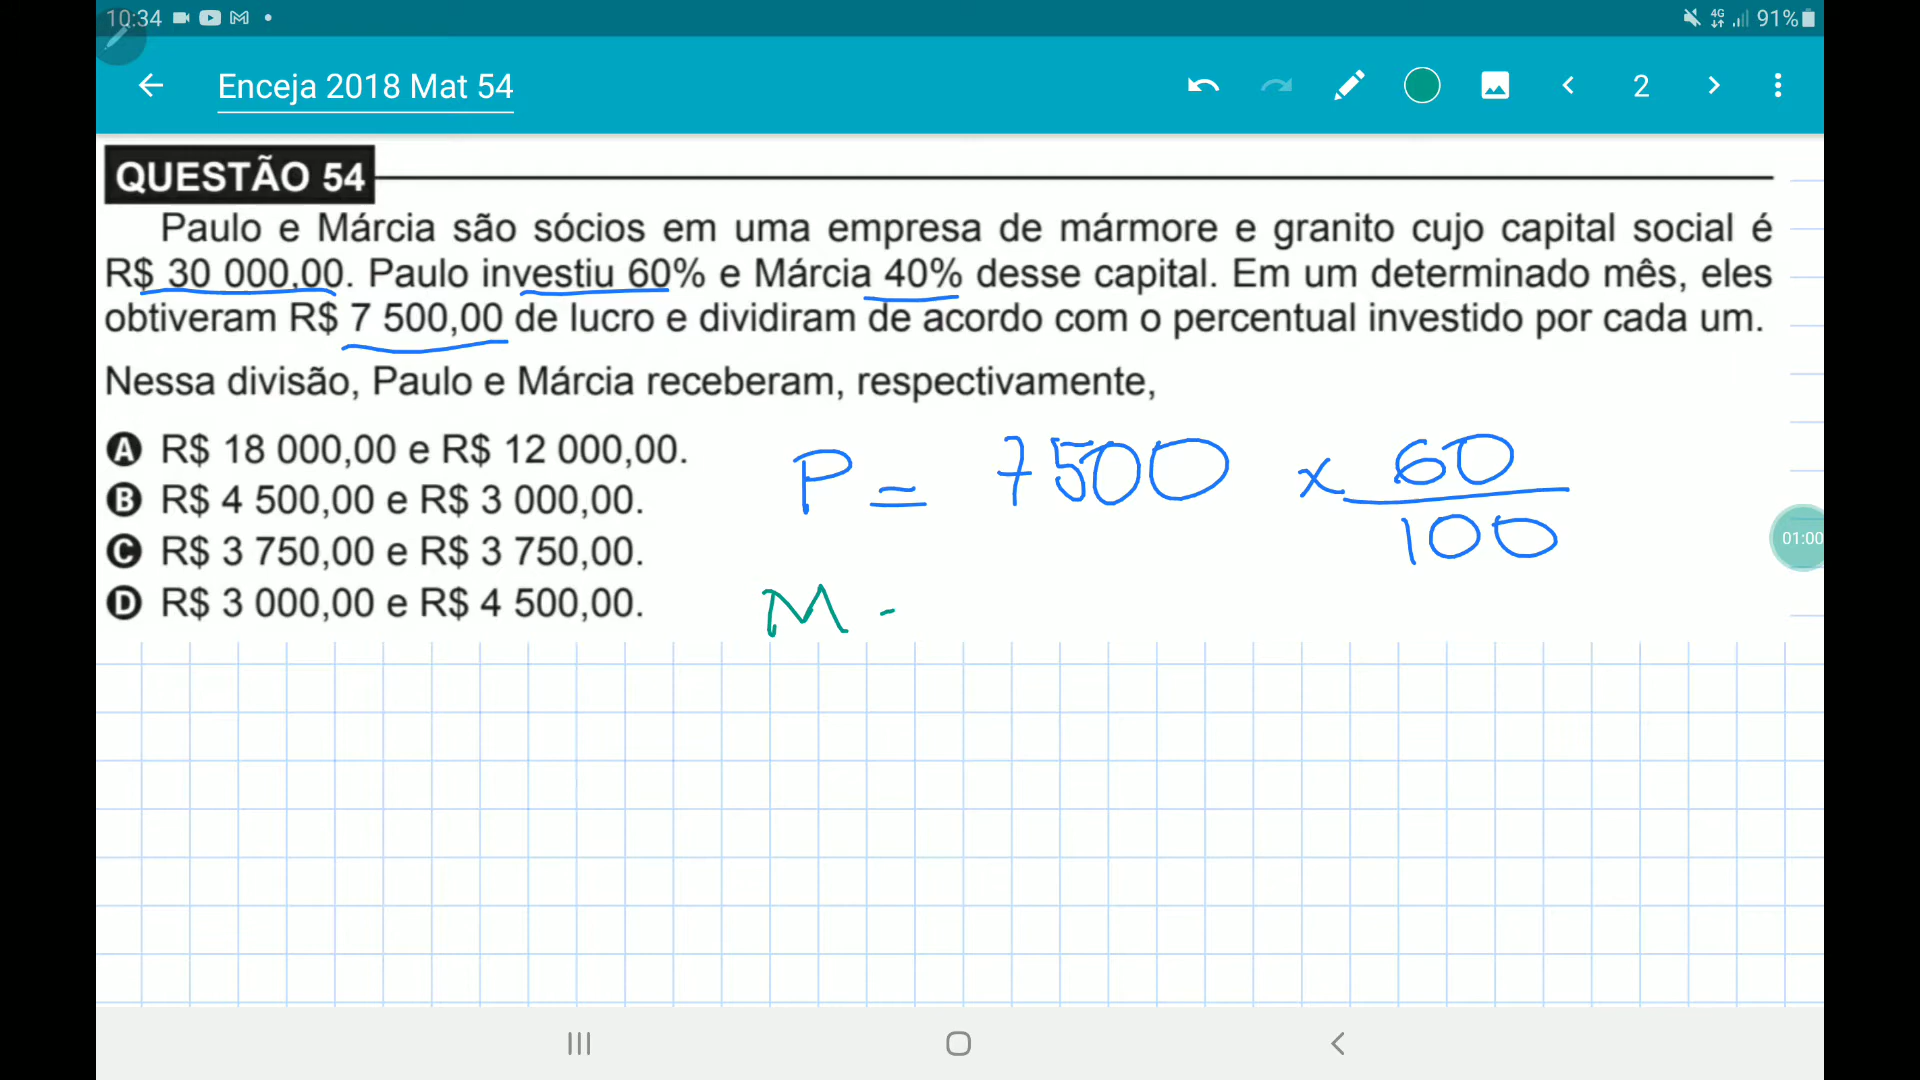 10:34
4G 91%
Enceja 2018 Mat 54
2
QUESTÃO 54
Paulo e Márcia são sócios em uma empresa de mármore e granito cujo capital social é
R$ 30 000,00. Paulo investiu 60% e Márcia 40% desse capital. Em um determinado mês, eles
obtiveram R$ 7 500,00 de lucro e dividiram de acordo com o percentual investido por cada um.
Nessa divisão, Paulo e Márcia receberam, respectivamente,
A R$ 18 000,00 e R$ 12 000,00.
B R$ 4 500,00 e R$ 3 000,00.
C R$ 3 750,00 e R$ 3 750,00.
D R$ 3 000,00 e R$ 4 500,00.
P = 7500 x 60
100
M -
01:00